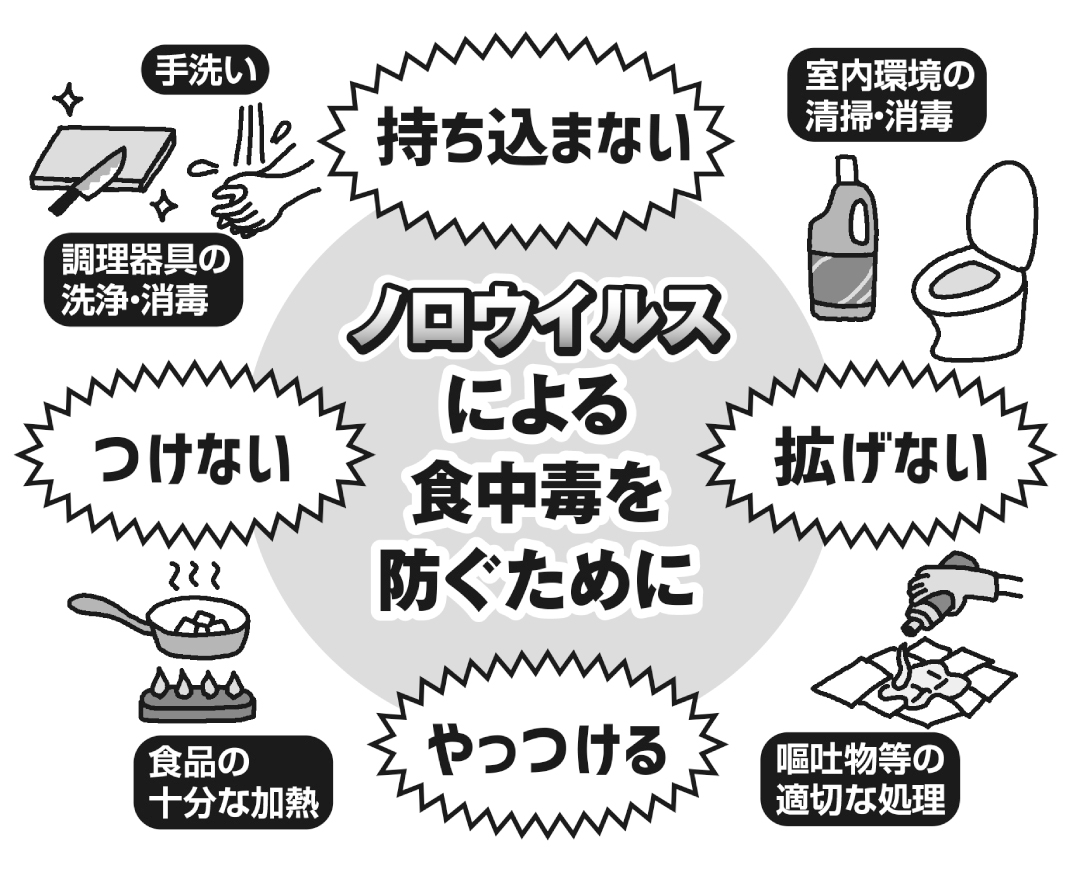 手洗い
持ち込まない
室内環境の
清掃・消毒
調理器具の
洗浄・消毒
ノロウイルス
による
食中毒を
防ぐために
つけない
拡げない
やっつける
食品の
十分な加熱
嘔吐物等の
適切な処理